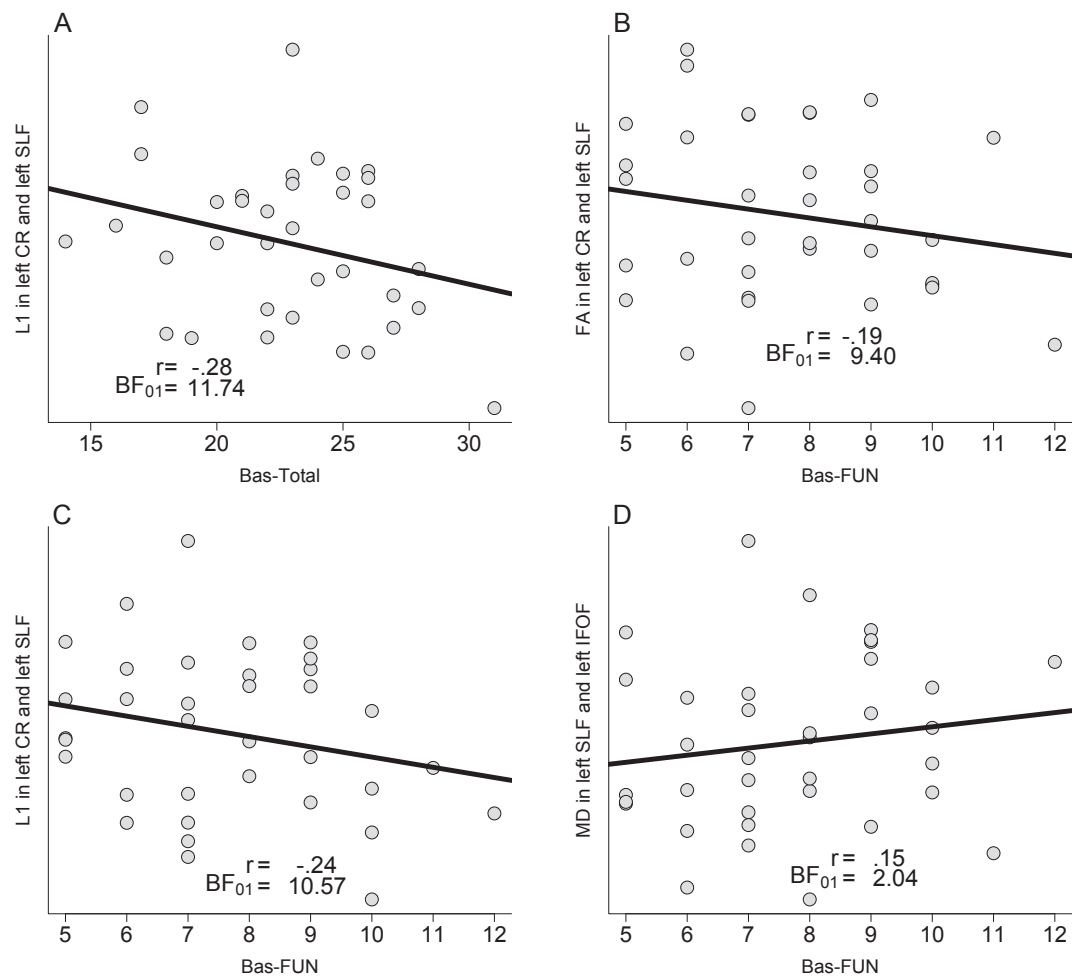 A
L1 in left CR and left SLF
r= -.28
BF01= 11.74
15 20 25 30
Bas-Total
B
FA in left CR and left SLF
r= -.19
BF01= 9.40
5 6 7 8 9 10 11 12
Bas-FUN
C
L1 in left CR and left SLF
r= -.24
BF01= 10.57
5 6 7 8 9 10 11 12
Bas-FUN
D
MD in left SLF and left IFOF
r= .15
BF01= 2.04
5 6 7 8 9 10 11 12
Bas-FUN